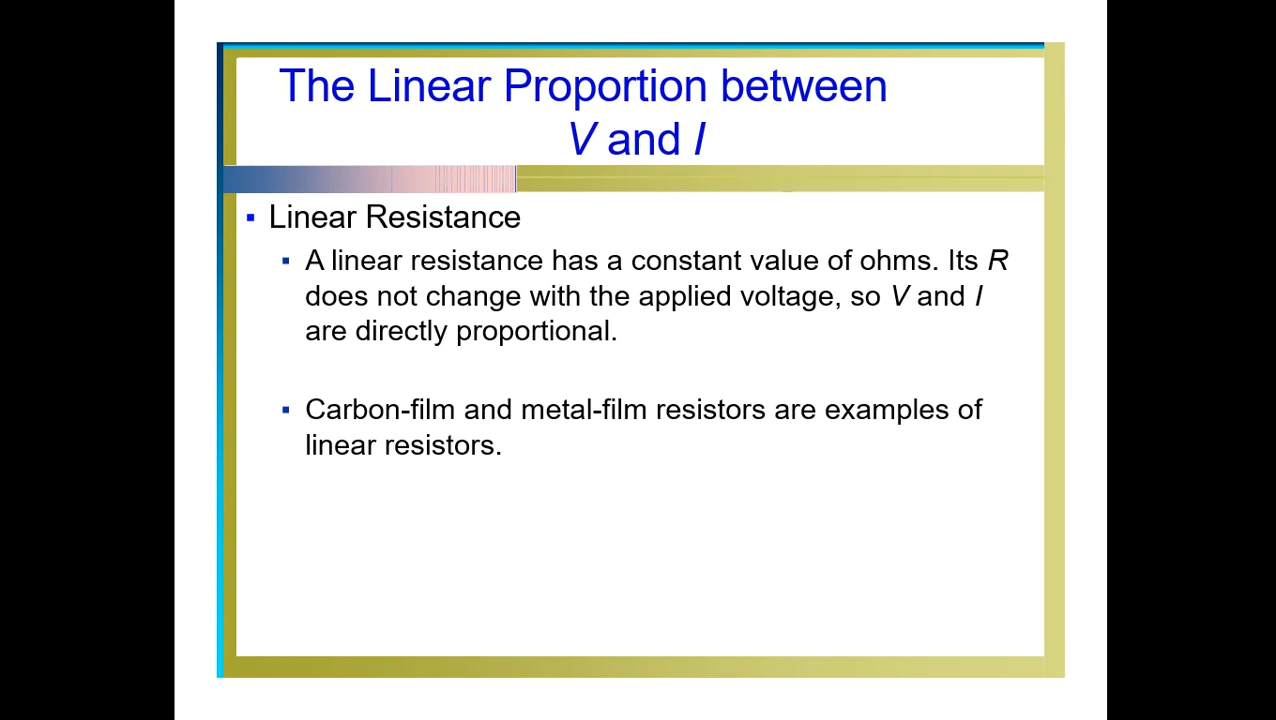 The Linear Proportion between
V and I
▪ Linear Resistance
▪ A linear resistance has a constant value of ohms. Its R
does not change with the applied voltage, so V and I
are directly proportional.
▪ Carbon-film and metal-film resistors are examples of
linear resistors.